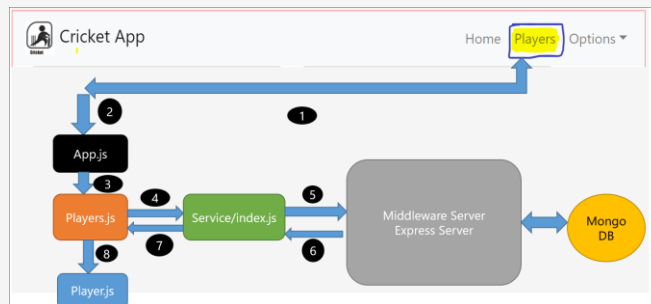 Cricket App
Cricket
Home Players Options
1
2
App.js
3
4
5
Players.js
Service/index.js
Middleware Server
Express Server
Mongo
DB
7
6
8
Player.js